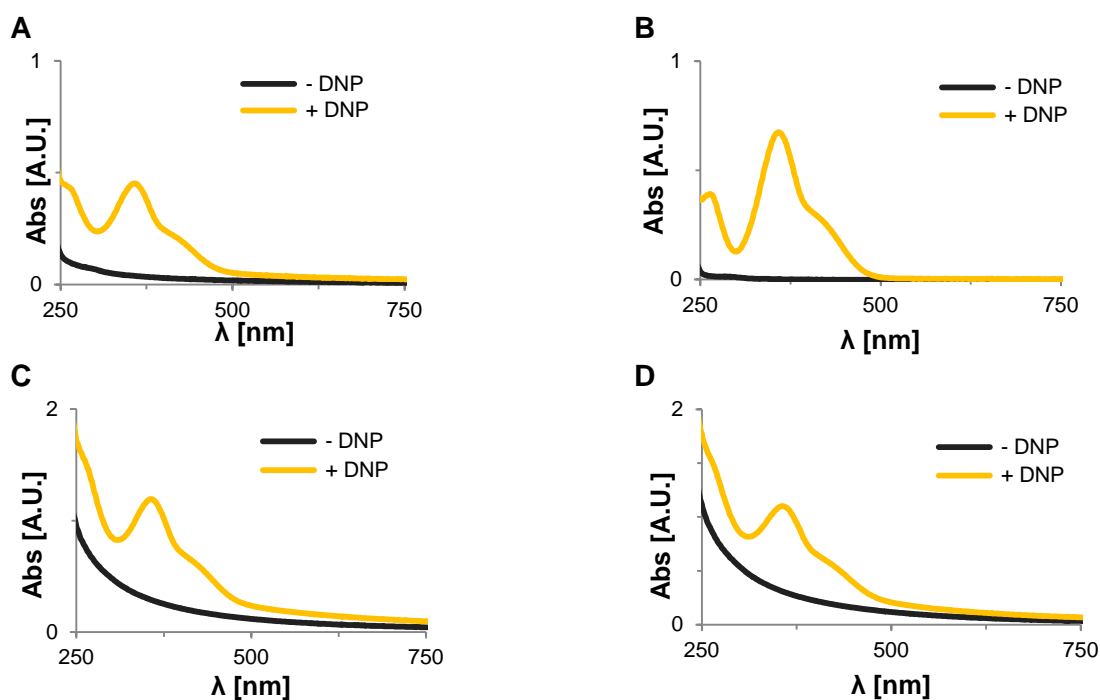 A
1
Abs [A.U.]
0
- DNP
+ DNP
250
500
750
λ [nm]
B
1
Abs [A.U.]
0
- DNP
+ DNP
250
500
750
λ [nm]
C
2
Abs [A.U.]
0
- DNP
+ DNP
250
500
750
λ [nm]
D
2
Abs [A.U.]
0
- DNP
+ DNP
250
500
750
λ [nm]